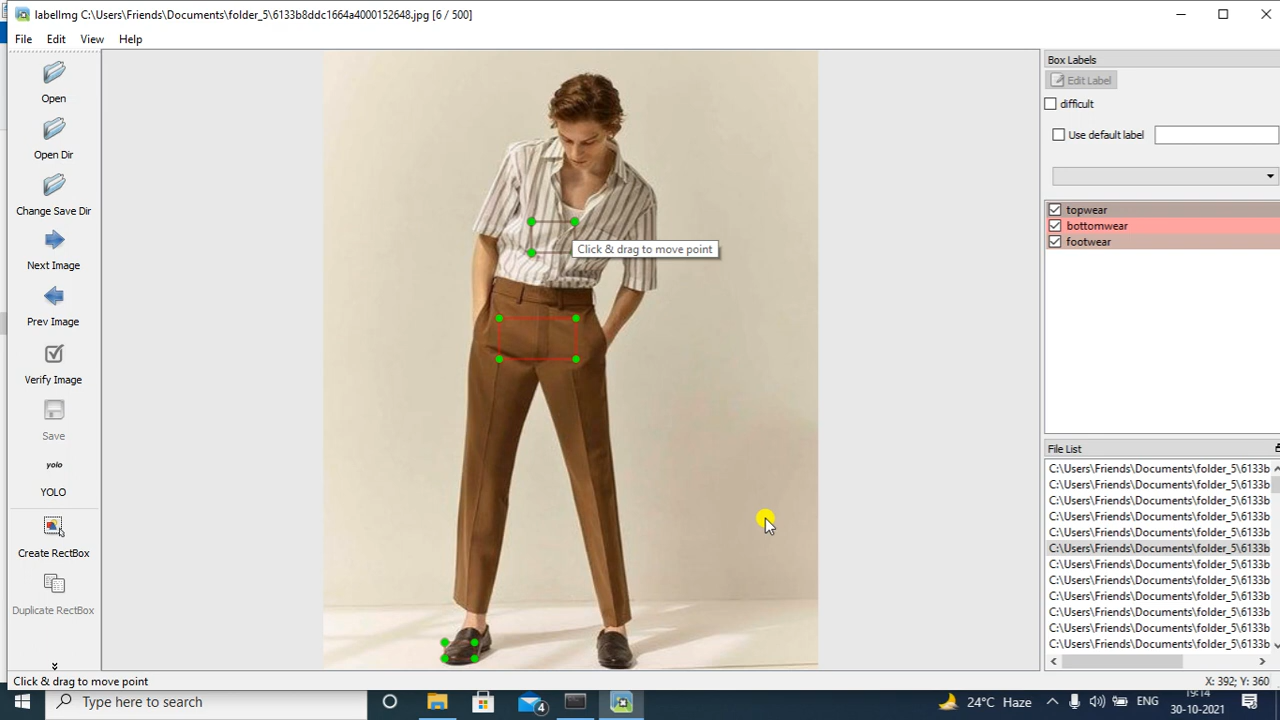 labelImg C:\Users\Friends\Documents\folder_5\6133b8ddc1664a4000152648.jpg [6 / 500]
File Edit View Help
Open
Open Dir
Change Save Dir
Next Image
Prev Image
Verify Image
Save
yolo
YOLO
Create RectBox
Duplicate RectBox
Click & drag to move point
Box Labels
Edit Label
difficult
Use default label
topwear
bottomwear
footwear
File List
C:\Users\Friends\Documents\folder_5\6133b
C:\Users\Friends\Documents\folder_5\6133b
C:\Users\Friends\Documents\folder_5\6133b
C:\Users\Friends\Documents\folder_5\6133b
C:\Users\Friends\Documents\folder_5\6133b
C:\Users\Friends\Documents\folder_5\6133b
C:\Users\Friends\Documents\folder_5\6133b
C:\Users\Friends\Documents\folder_5\6133b
C:\Users\Friends\Documents\folder_5\6133b
C:\Users\Friends\Documents\folder_5\6133b
C:\Users\Friends\Documents\folder_5\6133b
C:\Users\Friends\Documents\folder_5\6133b
Click & drag to move point
X: 392; Y: 360
Type here to search
4
24°C Haze
ENG
19:14
30-10-2021